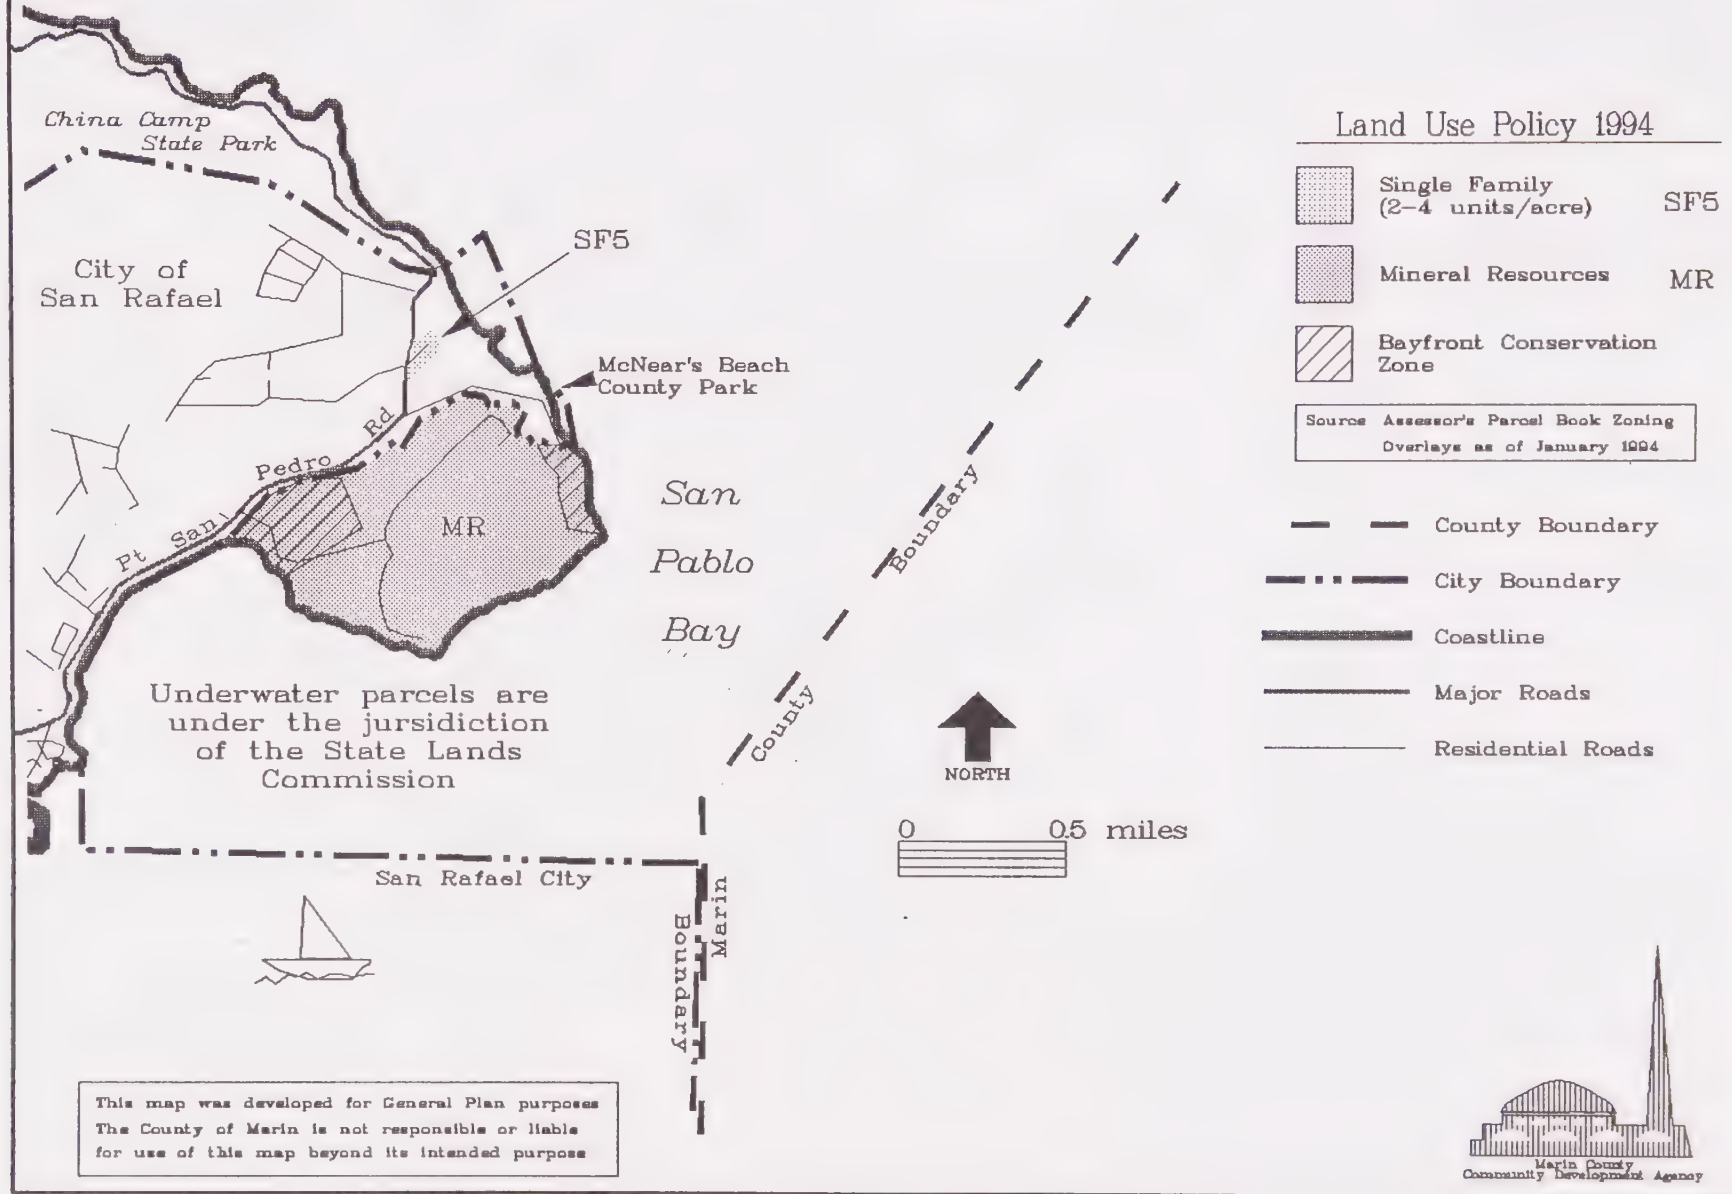 China Camp
State Park
City of
San Rafael
SF5
McNear's Beach
County Park
Pt San Pedro Rd
MR
San
Pablo
Bay
Underwater parcels are
under the jursidiction
of the State Lands
Commission
San Rafael City
Boundary
Marin
County
Boundary
NORTH
0 0.5 miles
Land Use Policy 1994
Single Family
(2-4 units/acre) SF5
Mineral Resources MR
Bayfront Conservation
Zone
Source Assessor's Parcel Book Zoning
Overlays as of January 1994
County Boundary
City Boundary
Coastline
Major Roads
Residential Roads
This map was developed for General Plan purposes
The County of Marin is not responsible or liable
for use of this map beyond its intended purpose
Marin County
Community Development Agency